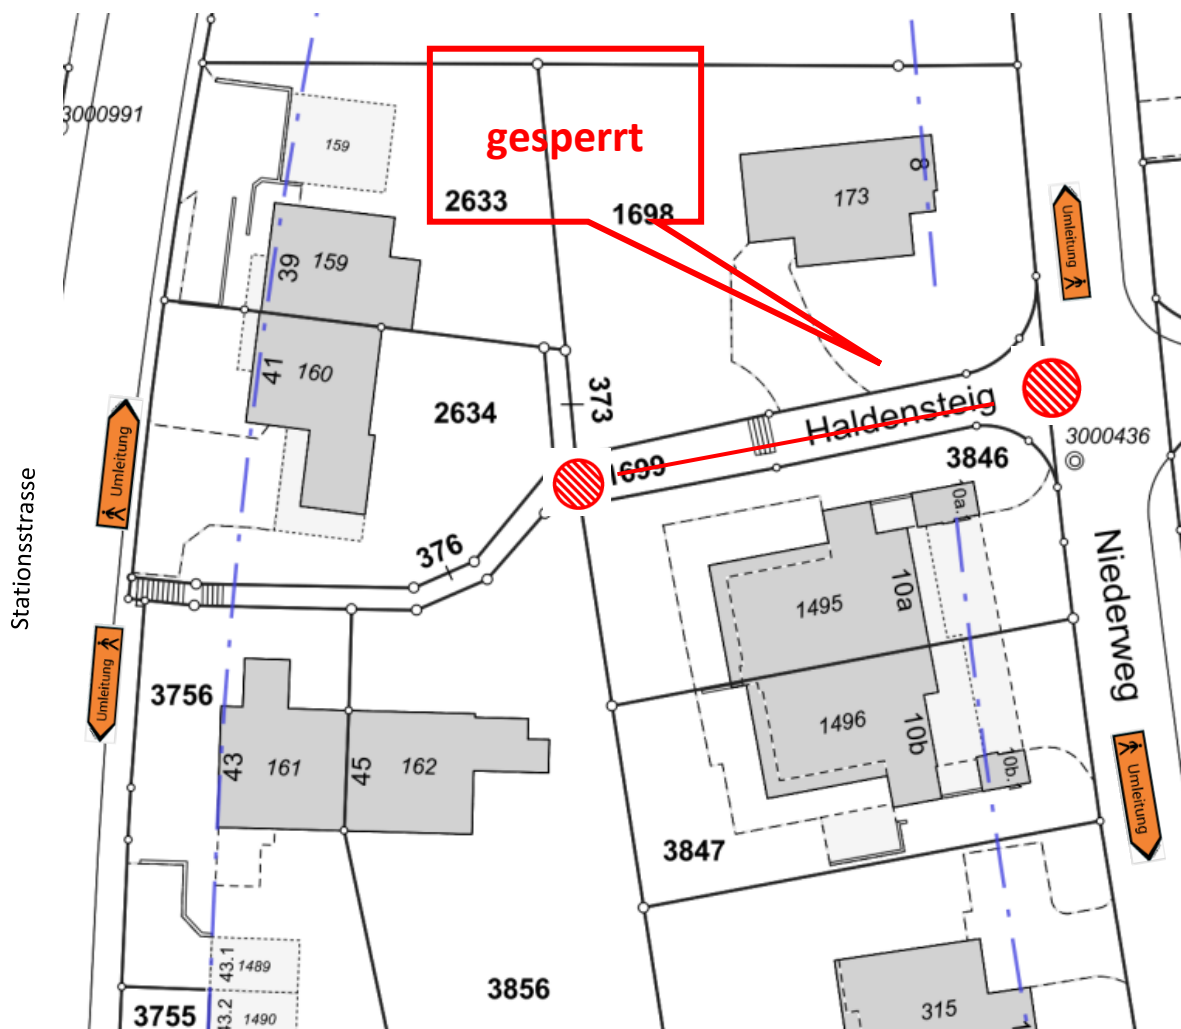 3000991
159
gesperrt
2633
1698
173
8
Umleitung
39
159
41
160
2634
373
Haldensteig
1699
3000436
3846
Umleitung
Stationsstrasse
376
10a.
1495
10a
Niederweg
Umleitung
3756
1496
10b
10b.
43
161
45
162
Umleitung
3847
43.1
1489
3856
3755
43.2
1490
315